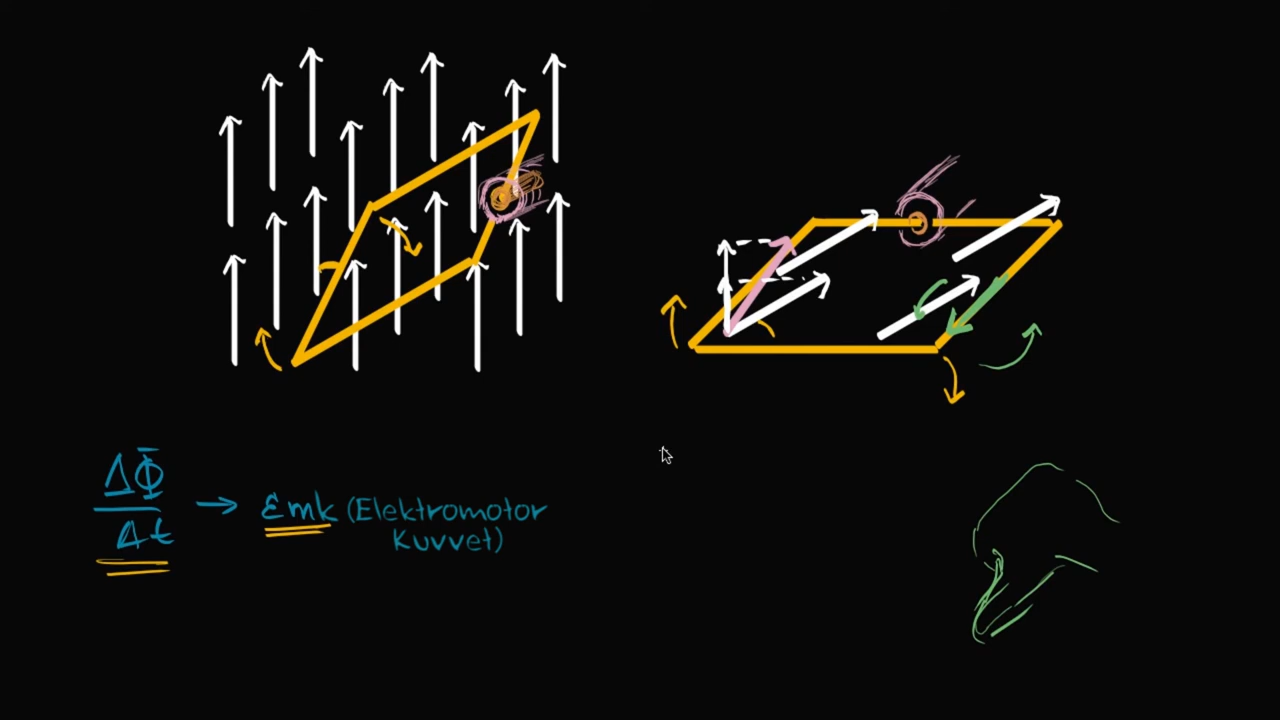 ΔΦ
Δt → Emk (Elektromotor
Kuvvet)